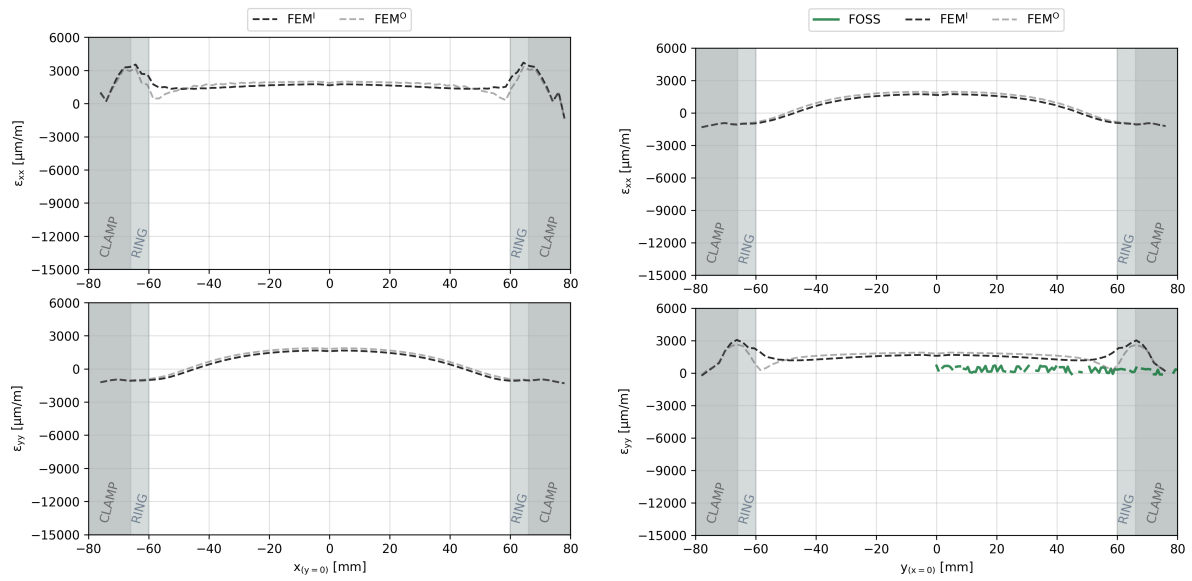 FEM^I FEM^O
6000
3000
0
−3000
−6000
−9000
−12000
−15000
ε_xx [μm/m]
CLAMP RING RING CLAMP
−80 −60 −40 −20 0 20 40 60 80
6000
3000
0
−3000
−6000
−9000
−12000
−15000
ε_yy [μm/m]
CLAMP RING RING CLAMP
−80 −60 −40 −20 0 20 40 60 80
x_(y = 0) [mm]
FOSS FEM^I FEM^O
6000
3000
0
−3000
−6000
−9000
−12000
−15000
ε_xx [μm/m]
CLAMP RING RING CLAMP
−80 −60 −40 −20 0 20 40 60 80
6000
3000
0
−3000
−6000
−9000
−12000
−15000
ε_yy [μm/m]
CLAMP RING RING CLAMP
−80 −60 −40 −20 0 20 40 60 80
y_(x = 0) [mm]